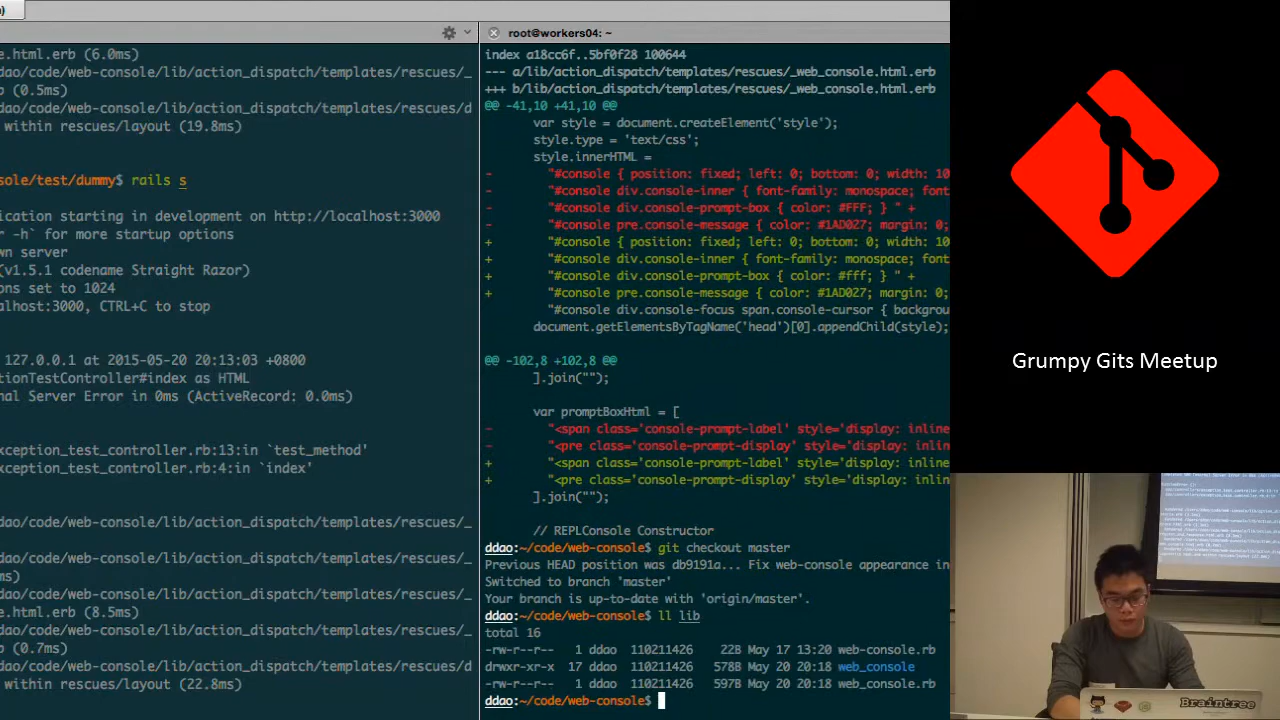 )
root@workers04: ~
e.html.erb (6.0ms)
ddao/code/web-console/lib/action_dispatch/templates/rescues/_
b (0.5ms)
ddao/code/web-console/lib/action_dispatch/templates/rescues/d
within rescues/layout (19.8ms)
sole/test/dummy$ rails s
ication starting in development on http://localhost:3000
r -h` for more startup options
wn server
(v1.5.1 codename Straight Razor)
ons set to 1024
alhost:3000, CTRL+C to stop
127.0.0.1 at 2015-05-20 20:13:03 +0800
tionTestController#index as HTML
nal Server Error in 0ms (ActiveRecord: 0.0ms)
xception_test_controller.rb:13:in `test_method'
xception_test_controller.rb:4:in `index'
ddao/code/web-console/lib/action_dispatch/templates/rescues/_
ddao/code/web-console/lib/action_dispatch/templates/rescues/_
ms)
ddao/code/web-console/lib/action_dispatch/templates/rescues/_
e.html.erb (8.5ms)
ddao/code/web-console/lib/action_dispatch/templates/rescues/_
b (0.7ms)
ddao/code/web-console/lib/action_dispatch/templates/rescues/d
within rescues/layout (22.8ms)
index a18cc6f..5bf0f28 100644
--- a/lib/action_dispatch/templates/rescues/_web_console.html.erb
+++ b/lib/action_dispatch/templates/rescues/_web_console.html.erb
@@ -41,10 +41,10 @@
var style = document.createElement('style');
style.type = 'text/css';
style.innerHTML =
- "#console { position: fixed; left: 0; bottom: 0; width: 10
- "#console div.console-inner { font-family: monospace; font
- "#console div.console-prompt-box { color: #FFF; } " +
- "#console pre.console-message { color: #1AD027; margin: 0;
+ "#console { position: fixed; left: 0; bottom: 0; width: 10
+ "#console div.console-inner { font-family: monospace; font
+ "#console div.console-prompt-box { color: #fff; } " +
+ "#console pre.console-message { color: #1AD027; margin: 0;
"#console div.console-focus span.console-cursor { backgrou
document.getElementsByTagName('head')[0].appendChild(style);
@@ -102,8 +102,8 @@
].join("");
var promptBoxHtml = [
- "<span class='console-prompt-label' style='display: inline
- "<pre class='console-prompt-display' style='display: inlin
+ "<span class='console-prompt-label' style='display: inline
+ "<pre class='console-prompt-display' style='display: inlin
].join("");
// REPLConsole Constructor
ddao:~/code/web-console$ git checkout master
Previous HEAD position was db9191a... Fix web-console appearance in
Switched to branch 'master'
Your branch is up-to-date with 'origin/master'.
ddao:~/code/web-console$ ll lib
total 16
-rw-r--r-- 1 ddao 110211426 22B May 17 13:20 web-console.rb
drwxr-xr-x 17 ddao 110211426 578B May 20 20:18 web_console
-rw-r--r-- 1 ddao 110211426 597B May 20 20:18 web_console.rb
ddao:~/code/web-console$
Grumpy Gits Meetup
Braintree